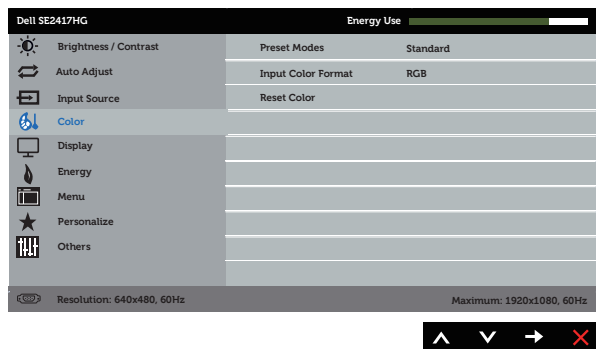 Dell SE2417HG Energy Use
Brightness / Contrast Preset Modes Standard
Auto Adjust Input Color Format RGB
Input Source Reset Color
Color
Display
Energy
Menu
Personalize
Others
Resolution: 640x480, 60Hz Maximum: 1920x1080, 60Hz